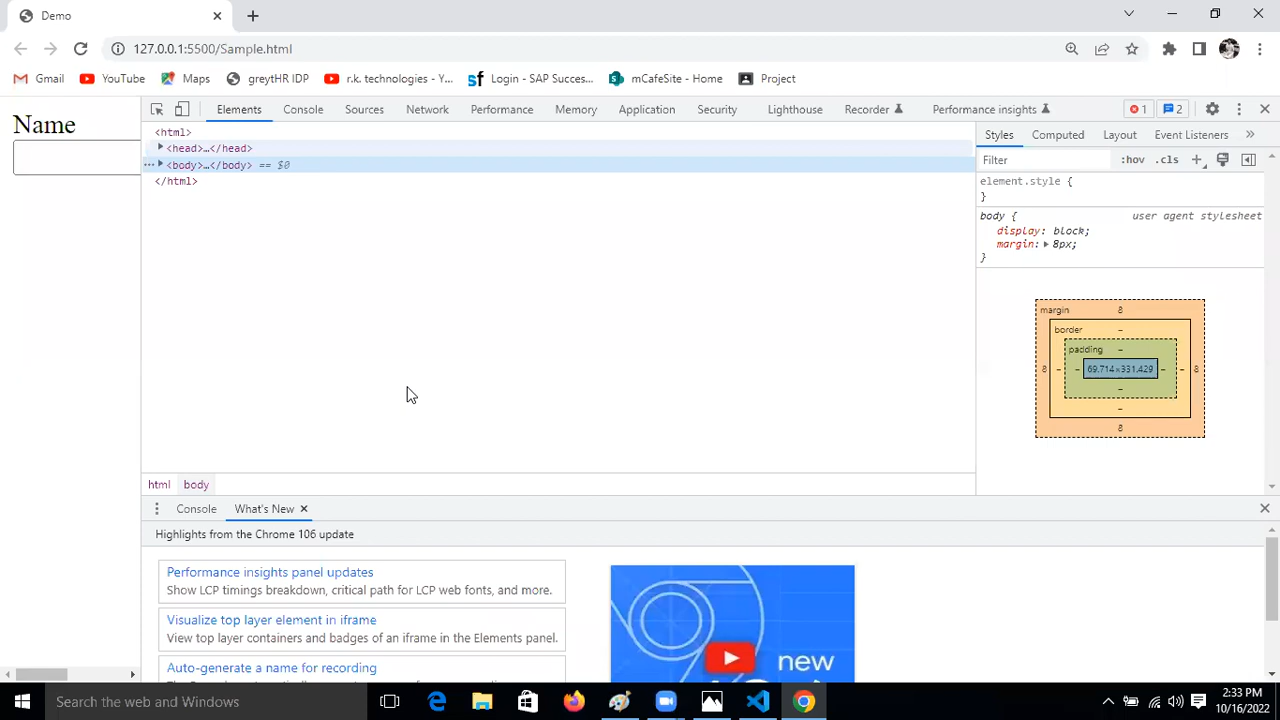 Demo
127.0.0.1:5500/Sample.html
Gmail YouTube Maps greytHR IDP r.k. technologies - Y... Login - SAP Succes... mCafeSite - Home Project
Name
Elements Console Sources Network Performance Memory Application Security Lighthouse Recorder Performance insights 1 2
<html>
<head>…</head>
<body>…</body> == $0
</html>
Styles Computed Layout Event Listeners »
Filter :hov .cls +
element.style {
}
body { user agent stylesheet
display: block;
margin: 8px;
}
margin 8
border –
padding –
8 – – 69.714×331.429 – – 8
–
–
8
html body
Console What's New
Highlights from the Chrome 106 update
Performance insights panel updates
Show LCP timings breakdown, critical path for LCP web fonts, and more.
Visualize top layer element in iframe
View top layer containers and badges of an iframe in the Elements panel.
Auto-generate a name for recording
new
Search the web and Windows
2:33 PM
10/16/2022